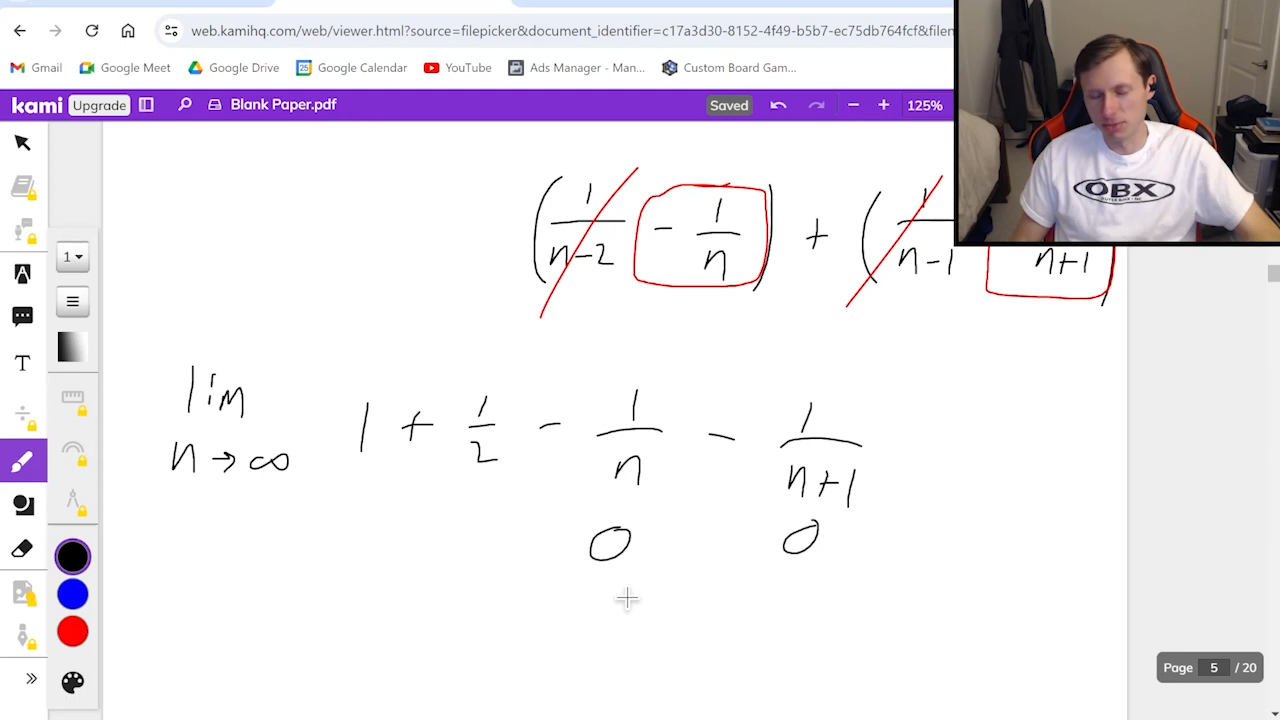 web.kamihq.com/web/viewer.html?source=filepicker&document_identifier=c17a3d30-8152-4f49-b5b7-ec75db764fcf&filen
Gmail Google Meet Google Drive 25 Google Calendar YouTube Ads Manager - Man... Custom Board Gam...
kami Upgrade Blank Paper.pdf Saved 125%
OBX
(1/(n-2) - 1/n) + (1/(n-1) n+1
1
T
lim n→∞ 1 + 1/2 - 1/n - 1/(n+1)
0 0
Page 5 / 20